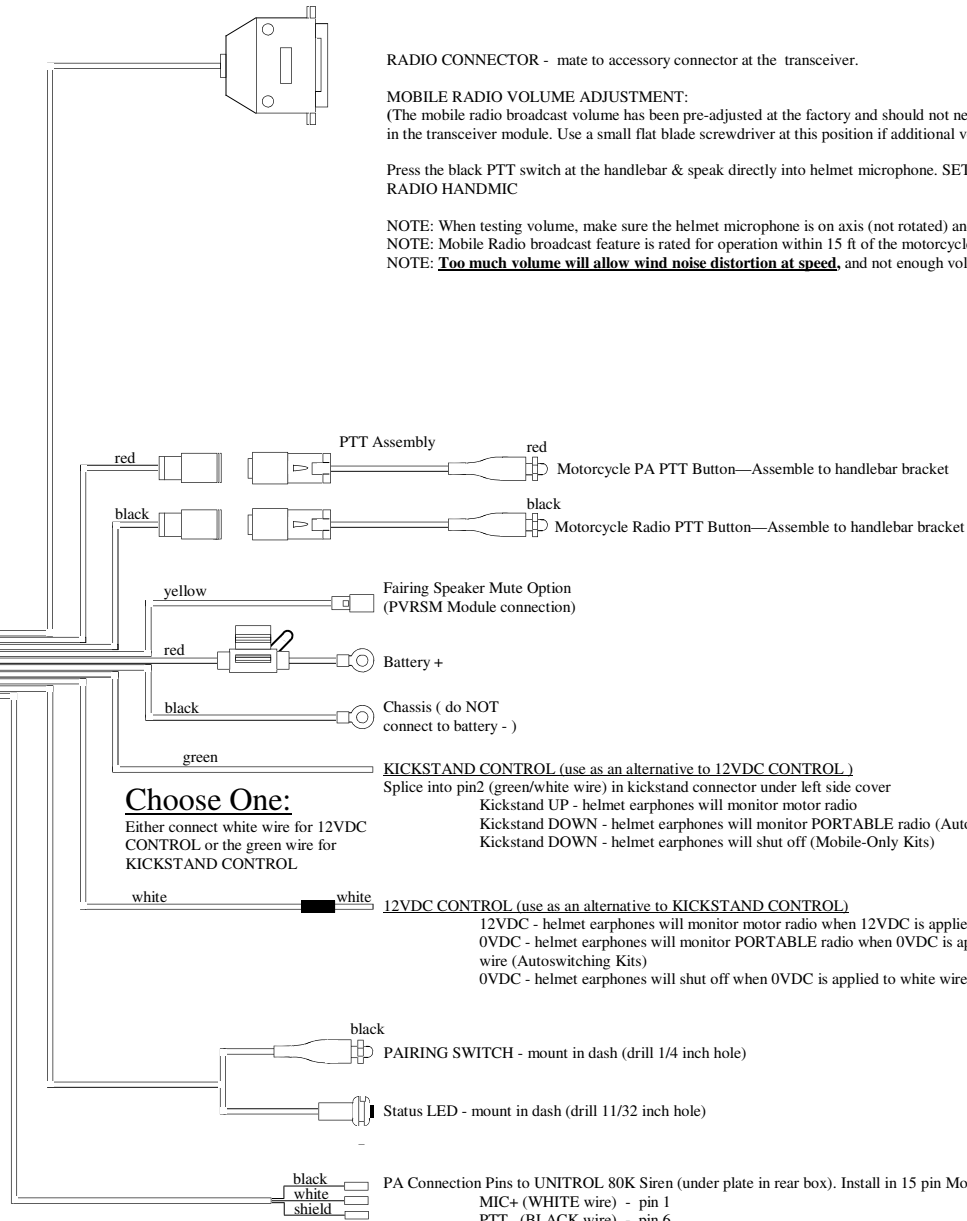 RADIO CONNECTOR - mate to accessory connector at the transceiver.
MOBILE RADIO VOLUME ADJUSTMENT:
(The mobile radio broadcast volume has been pre-adjusted at the factory and should not ne
in the transceiver module. Use a small flat blade screwdriver at this position if additional v
Press the black PTT switch at the handlebar & speak directly into helmet microphone. SET
RADIO HANDMIC
NOTE: When testing volume, make sure the helmet microphone is on axis (not rotated) an
NOTE: Mobile Radio broadcast feature is rated for operation within 15 ft of the motorcycl
NOTE: Too much volume will allow wind noise distortion at speed, and not enough vol
PTT Assembly
red
red
Motorcycle PA PTT Button—Assemble to handlebar bracket
black
black
Motorcycle Radio PTT Button—Assemble to handlebar bracket
yellow
Fairing Speaker Mute Option
(PVRSM Module connection)
red
Battery +
black
Chassis ( do NOT
connect to battery - )
green
KICKSTAND CONTROL (use as an alternative to 12VDC CONTROL )
Splice into pin2 (green/white wire) in kickstand connector under left side cover
Kickstand UP - helmet earphones will monitor motor radio
Kickstand DOWN - helmet earphones will monitor PORTABLE radio (Auto
Kickstand DOWN - helmet earphones will shut off (Mobile-Only Kits)
Choose One:
Either connect white wire for 12VDC
CONTROL or the green wire for
KICKSTAND CONTROL
white
white
12VDC CONTROL (use as an alternative to KICKSTAND CONTROL)
12VDC - helmet earphones will monitor motor radio when 12VDC is applie
0VDC - helmet earphones will monitor PORTABLE radio when 0VDC is ap
wire (Autoswitching Kits)
0VDC - helmet earphones will shut off when 0VDC is applied to white wire
black
PAIRING SWITCH - mount in dash (drill 1/4 inch hole)
Status LED - mount in dash (drill 11/32 inch hole)
black
white
shield
PA Connection Pins to UNITROL 80K Siren (under plate in rear box). Install in 15 pin Mo
MIC+ (WHITE wire) - pin 1
PTT (BLACK wire) - pin 6